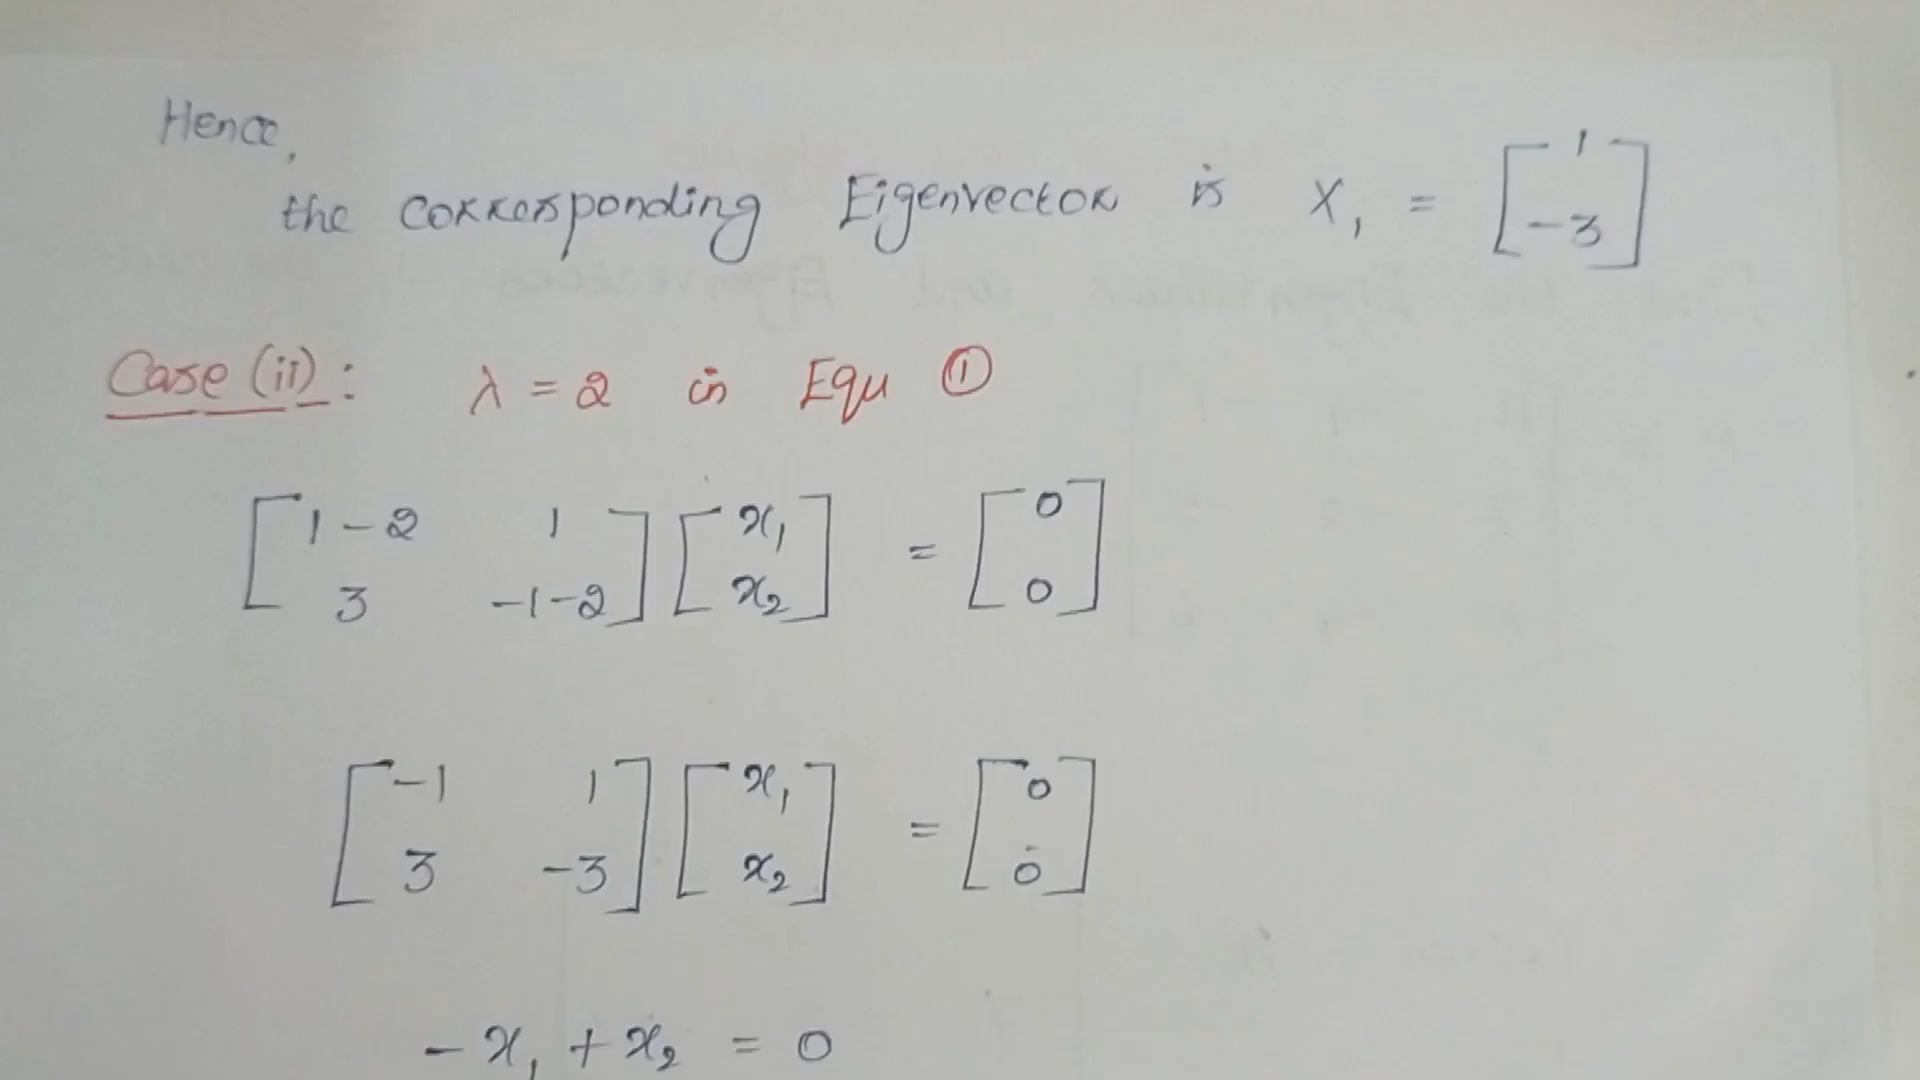 Hence,
the corresponding Eigenvector is X₁ = [1 -3]
Case (ii): λ = 2 in Equ ①
[1-2 1
3 -1-2] [x₁
x₂] = [0
0]
[-1 1
3 -3] [x₁
x₂] = [0
0]
-x₁ + x₂ = 0